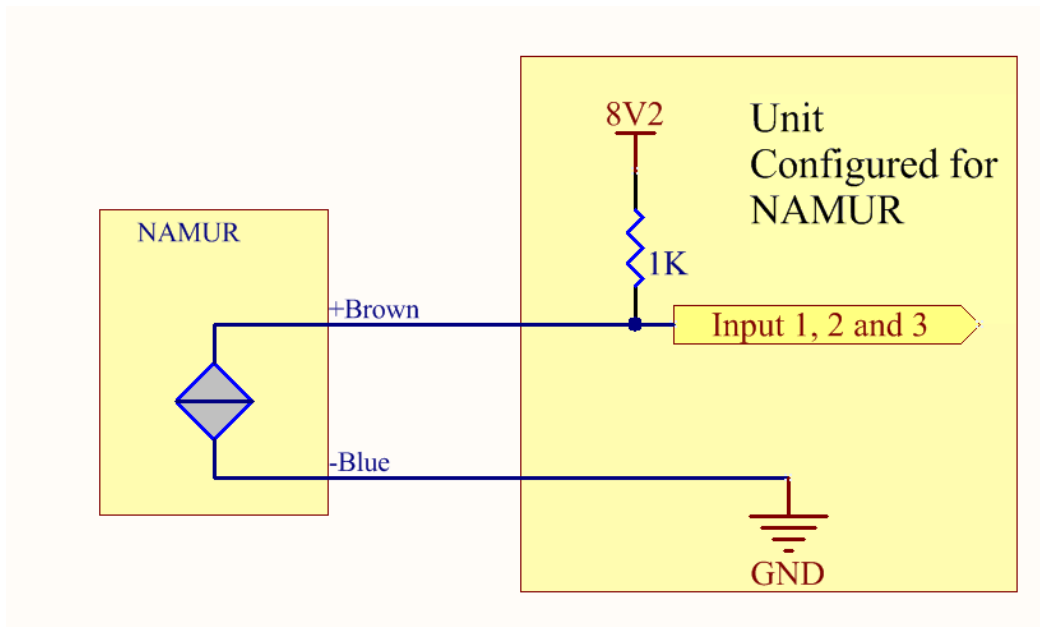 8V2
Unit
Configured for
NAMUR
NAMUR
1K
+Brown
Input 1, 2 and 3
-Blue
GND